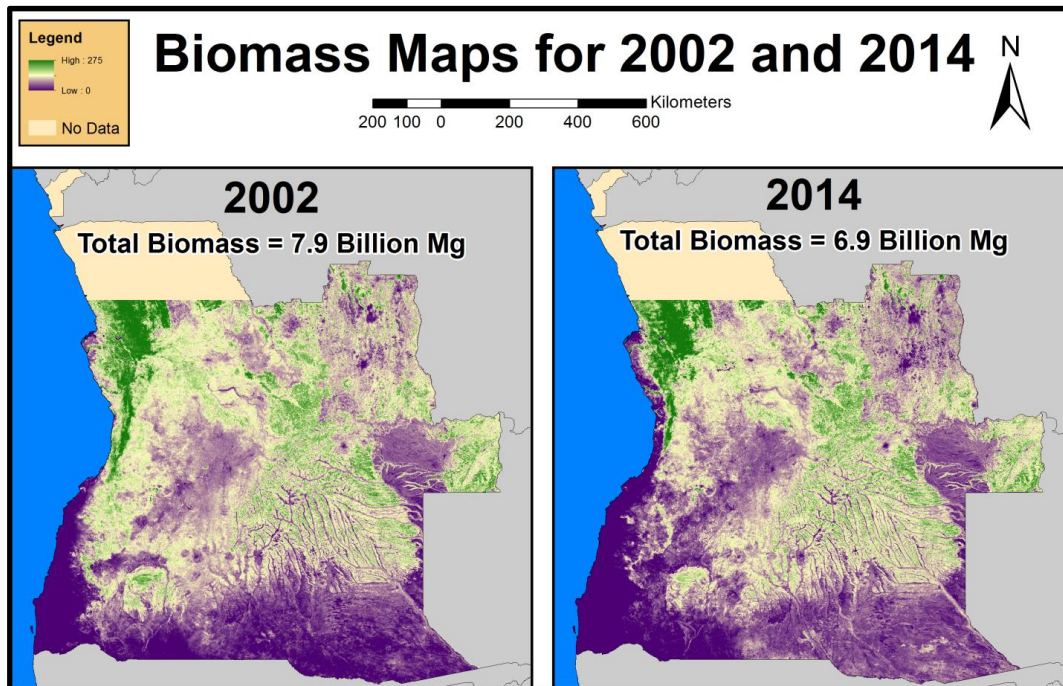 Legend
High : 275
Low : 0
No Data
Biomass Maps for 2002 and 2014
N
Kilometers
200 100 0 200 400 600
2002
Total Biomass = 7.9 Billion Mg
2014
Total Biomass = 6.9 Billion Mg